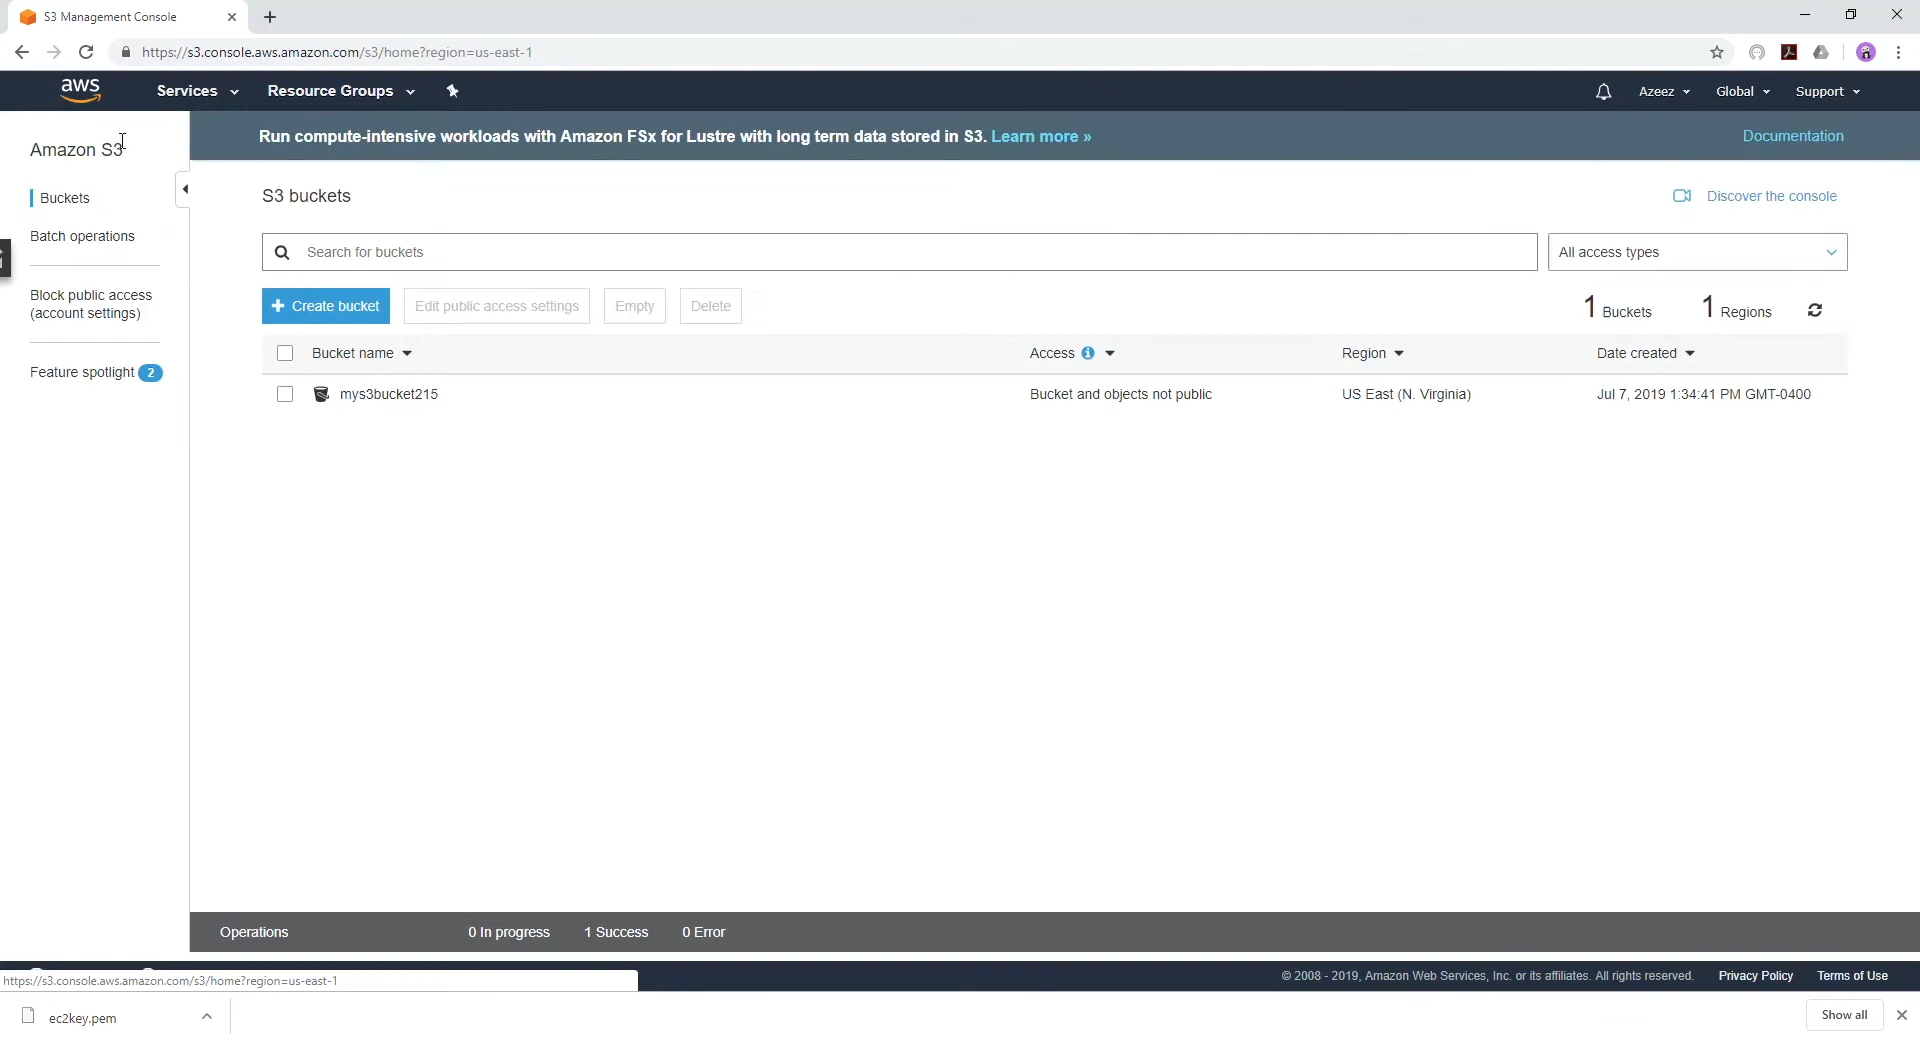 S3 Management Console
https://s3.console.aws.amazon.com/s3/home?region=us-east-1
aws
Services
Resource Groups
Azeez
Global
Support
Amazon S3
Buckets
Batch operations
Block public access
(account settings)
Feature spotlight 2
Run compute-intensive workloads with Amazon FSx for Lustre with long term data stored in S3. Learn more »
Documentation
S3 buckets
Discover the console
Search for buckets
All access types
+ Create bucket
Edit public access settings
Empty
Delete
1 Buckets
1 Regions
Bucket name
Access
Region
Date created
mys3bucket215
Bucket and objects not public
US East (N. Virginia)
Jul 7, 2019 1:34:41 PM GMT-0400
Operations
0 In progress
1 Success
0 Error
https://s3.console.aws.amazon.com/s3/home?region=us-east-1
© 2008 - 2019, Amazon Web Services, Inc. or its affiliates. All rights reserved.
Privacy Policy
Terms of Use
ec2key.pem
Show all